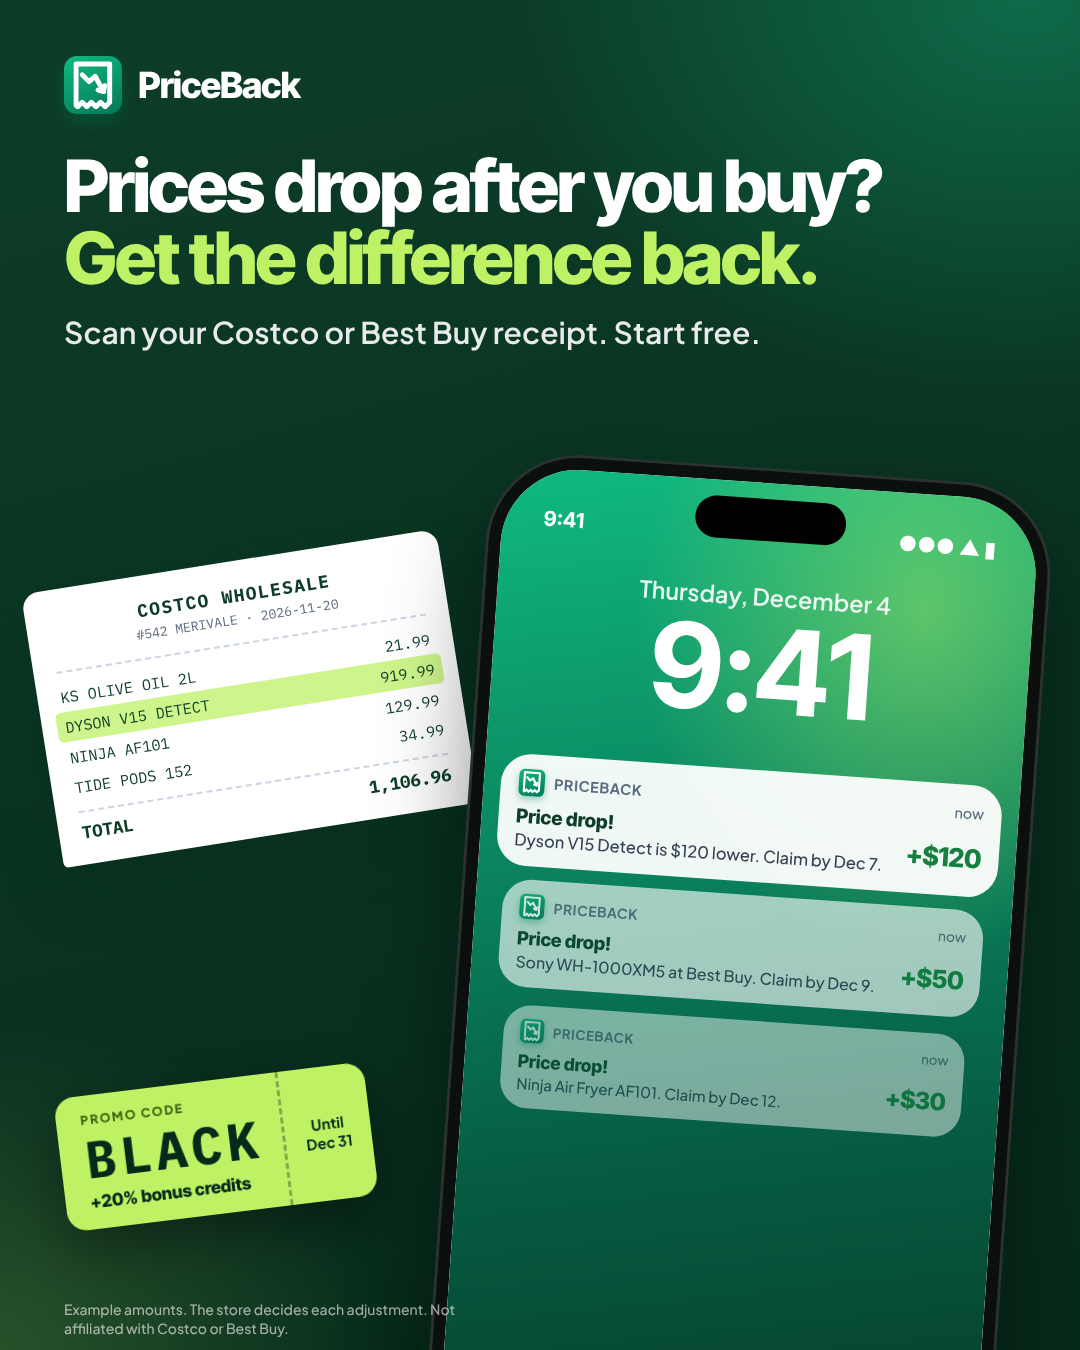 PriceBack
Prices drop after you buy?
Get the difference back.
Scan your Costco or Best Buy receipt. Start free.
COSTCO WHOLESALE
#542 MERIVALE · 2026-11-20
KS OLIVE OIL 2L 21.99
DYSON V15 DETECT 919.99
NINJA AF101 129.99
TIDE PODS 152 34.99
TOTAL 1,106.96
9:41
Thursday, December 4
9:41
PRICEBACK now
Price drop!
Dyson V15 Detect is $120 lower. Claim by Dec 7. +$120
PRICEBACK now
Price drop!
Sony WH-1000XM5 at Best Buy. Claim by Dec 9. +$50
PRICEBACK now
Price drop!
Ninja Air Fryer AF101. Claim by Dec 12. +$30
PROMO CODE
BLACK
+20% bonus credits
Until
Dec 31
Example amounts. The store decides each adjustment. Not
affiliated with Costco or Best Buy.